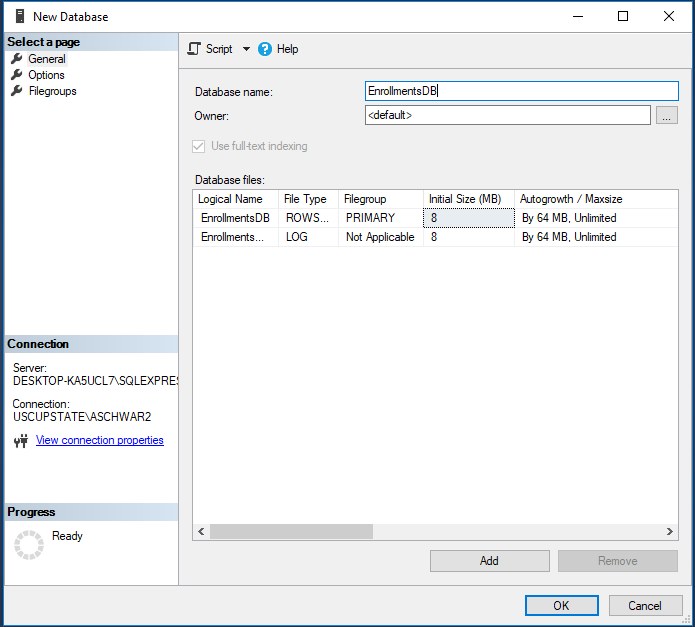 New Database
Select a page
General
Options
Filegroups
Script
Help
Database name:
EnrollmentsDB
Owner:
<default>
...
Use full-text indexing
Database files:
Logical Name File Type Filegroup Initial Size (MB) Autogrowth / Maxsize
EnrollmentsDB ROWS... PRIMARY 8 By 64 MB, Unlimited
Enrollments... LOG Not Applicable 8 By 64 MB, Unlimited
Connection
Server:
DESKTOP-KA5UCL7\SQLEXPRES
Connection:
USCUPSTATE\ASCHWAR2
View connection properties
Progress
Ready
Add
Remove
OK
Cancel